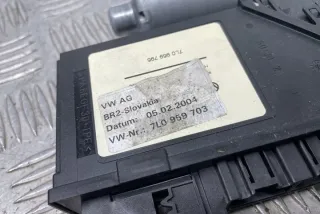 7L0 959 703
VW AG
BR2-Slovakia
Datum: 05.02.2004
VW-Nr.: 7L0 959 703